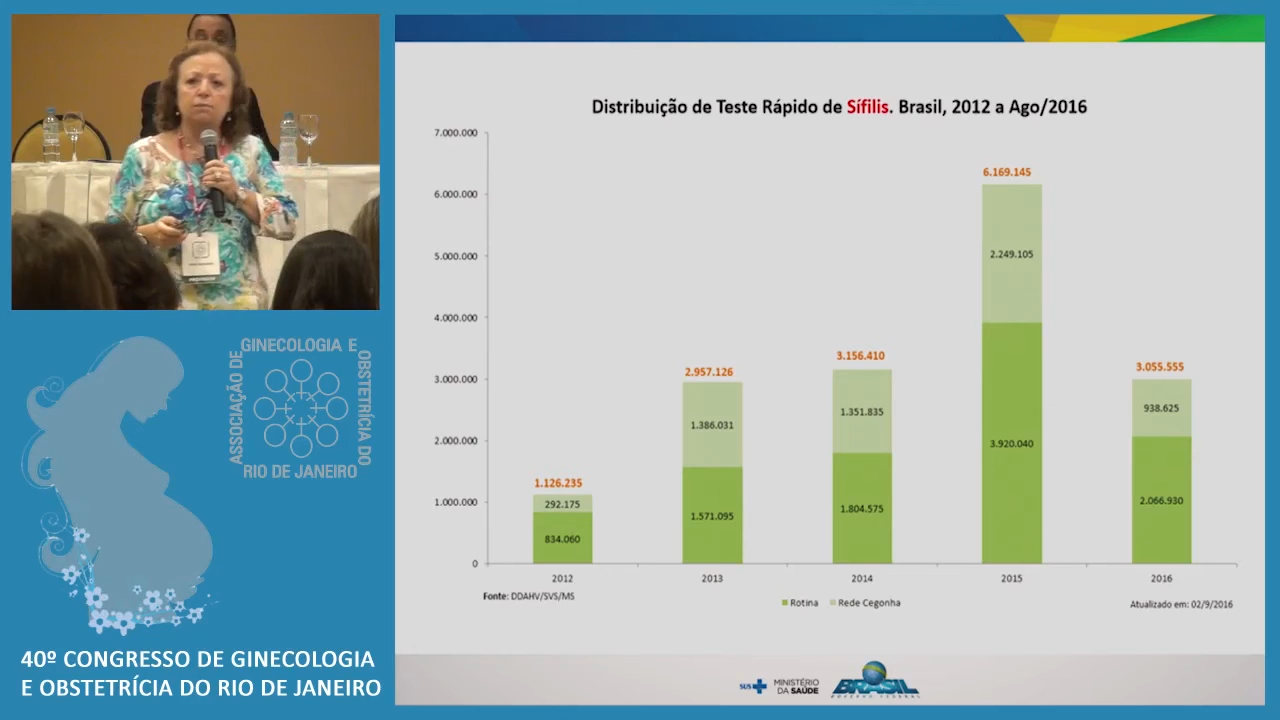 Distribuição de Teste Rápido de Sífilis. Brasil, 2012 a Ago/2016
7.000.000
6.000.000
5.000.000
4.000.000
3.000.000
2.000.000
1.000.000
0
1.126.235
292.175
834.060
2.957.126
1.386.031
1.571.095
3.156.410
1.351.835
1.804.575
6.169.145
2.249.105
3.920.040
3.055.555
938.625
2.066.930
2012
2013
2014
2015
2016
Fonte: DDAHV/SVS/MS
Rotina
Rede Cegonha
Atualizado em: 02/9/2016
SUS
MINISTÉRIO
DA SAÚDE
BRASIL
GOVERNO FEDERAL
ASSOCIAÇÃO DE
GINECOLOGIA E
OBSTETRÍCIA DO
RIO DE JANEIRO
40º CONGRESSO DE GINECOLOGIA
E OBSTETRÍCIA DO RIO DE JANEIRO